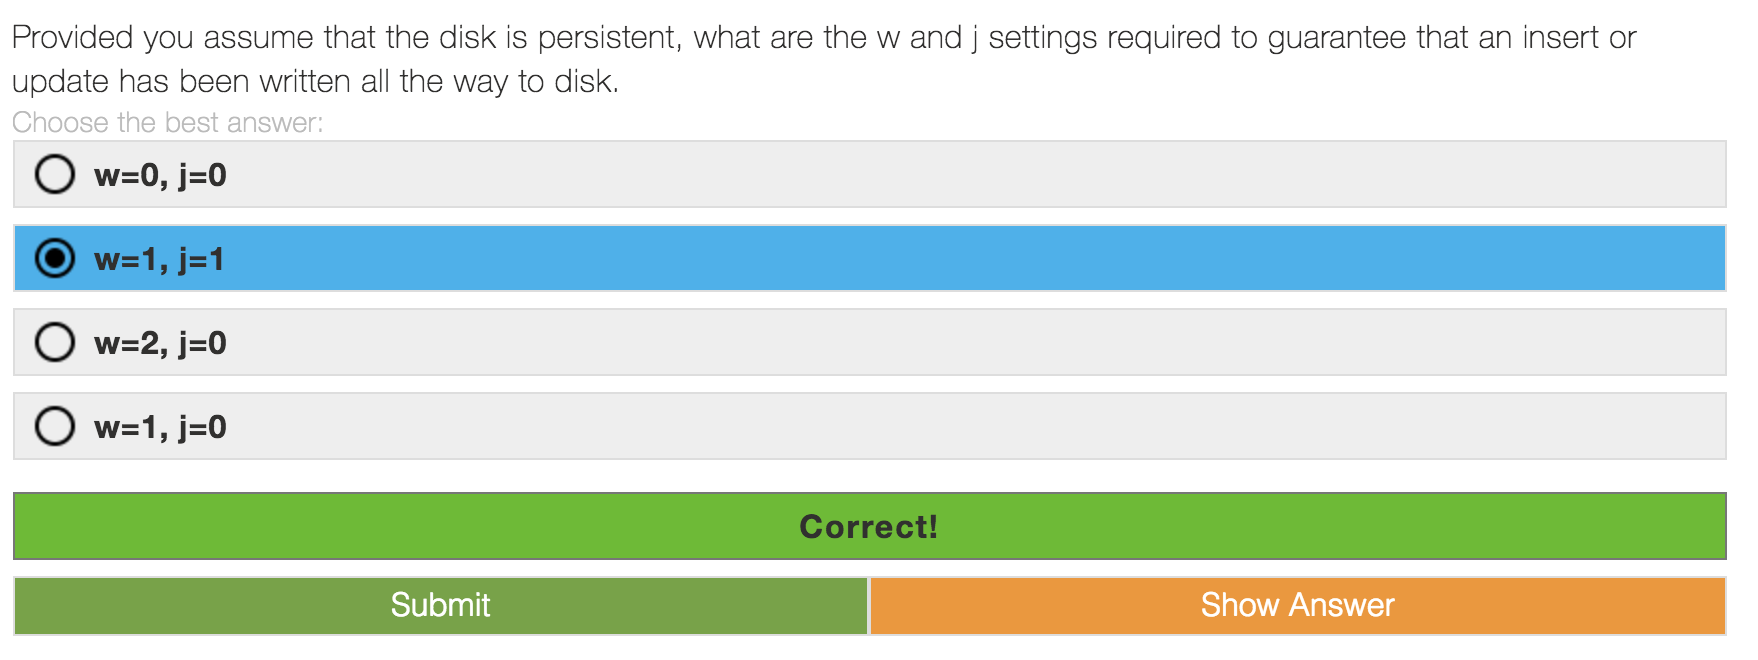 Provided you assume that the disk is persistent, what are the w and j settings required to guarantee that an insert or
update has been written all the way to disk.
Choose the best answer:
w=0, j=0
w=1, j=1
w=2, j=0
w=1, j=0
Correct!
Submit
Show Answer